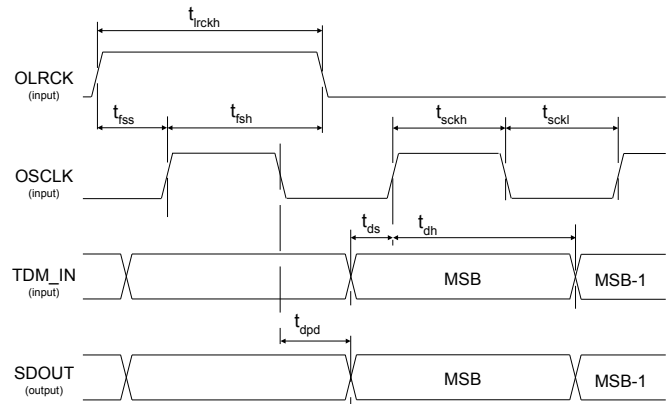 t_lrckh
OLRCK
(input)
t_fss
t_fsh
t_sckh
t_sckl
OSCLK
(input)
t_ds
t_dh
TDM_IN
(input)
MSB
MSB-1
t_dpd
SDOUT
(output)
MSB
MSB-1